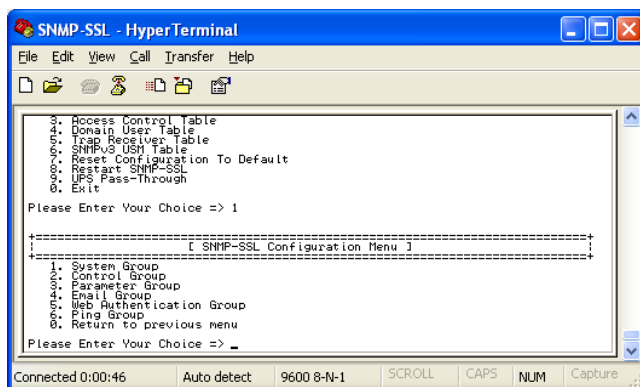 SNMP-SSL - HyperTerminal
File Edit View Call Transfer Help
3. Access Control Table
4. Domain User Table
5. Trap Receiver Table
6. SNMPv3 USM Table
7. Reset Configuration To Default
8. Restart SNMP-SSL
9. UPS Pass-Through
0. Exit
Please Enter Your Choice => 1
+==============================================================================+
[ SNMP-SSL Configuration Menu ]
+==============================================================================+
1. System Group
2. Control Group
3. Parameter Group
4. Email Group
5. Web Authentication Group
6. Ping Group
0. Return to previous menu
Please Enter Your Choice => _
Connected 0:00:46 Auto detect 9600 8-N-1 SCROLL CAPS NUM Capture